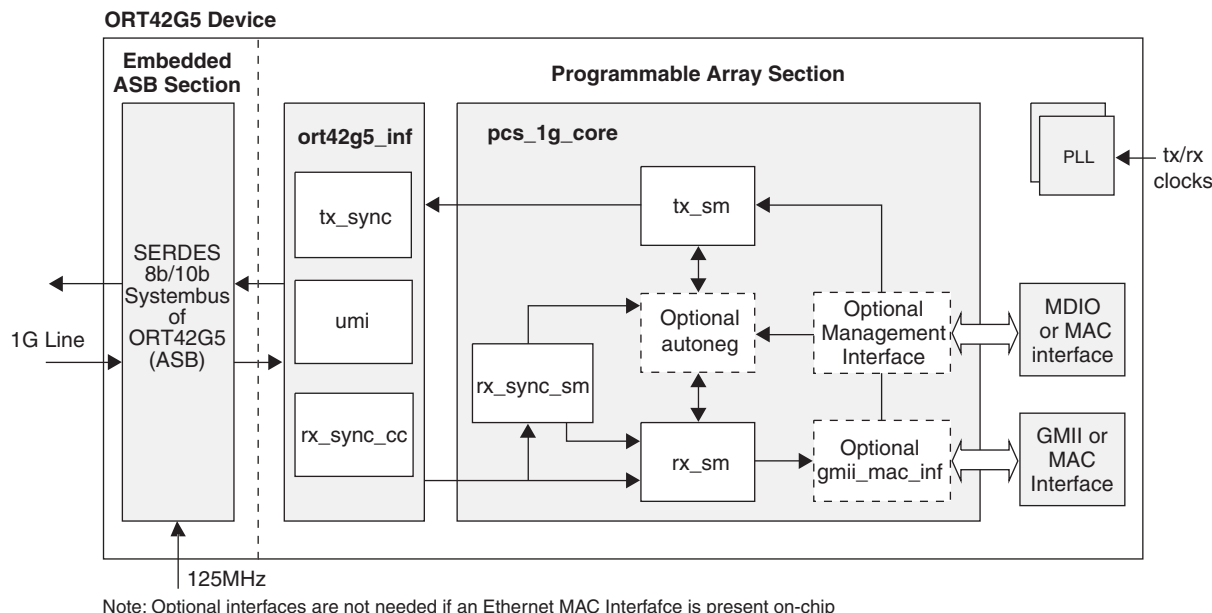 ORT42G5 Device
Embedded
ASB Section
Programmable Array Section
ort42g5_inf
pcs_1g_core
PLL
tx/rx
clocks
tx_sync
tx_sm
SERDES
8b/10b
Systembus
of
ORT42G5
(ASB)
1G Line
umi
Optional
autoneg
Optional
Management
Interface
MDIO
or MAC
interface
rx_sync_sm
rx_sync_cc
rx_sm
Optional
gmii_mac_inf
GMII or
MAC
Interface
125MHz
Note: Optional interfaces are not needed if an Ethernet MAC Interfafce is present on-chip